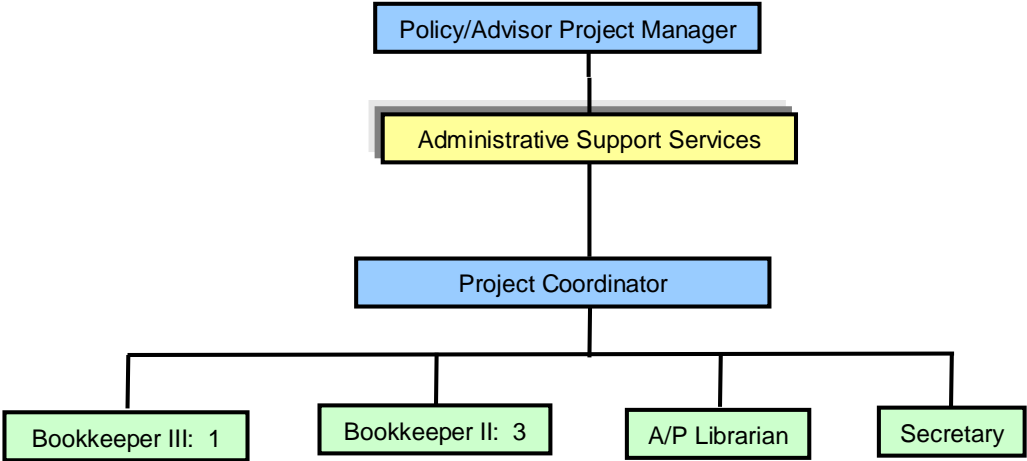 Policy/Advisor Project Manager
Administrative Support Services
Project Coordinator
Bookkeeper III:  1
Bookkeeper II:  3
A/P Librarian
Secretary